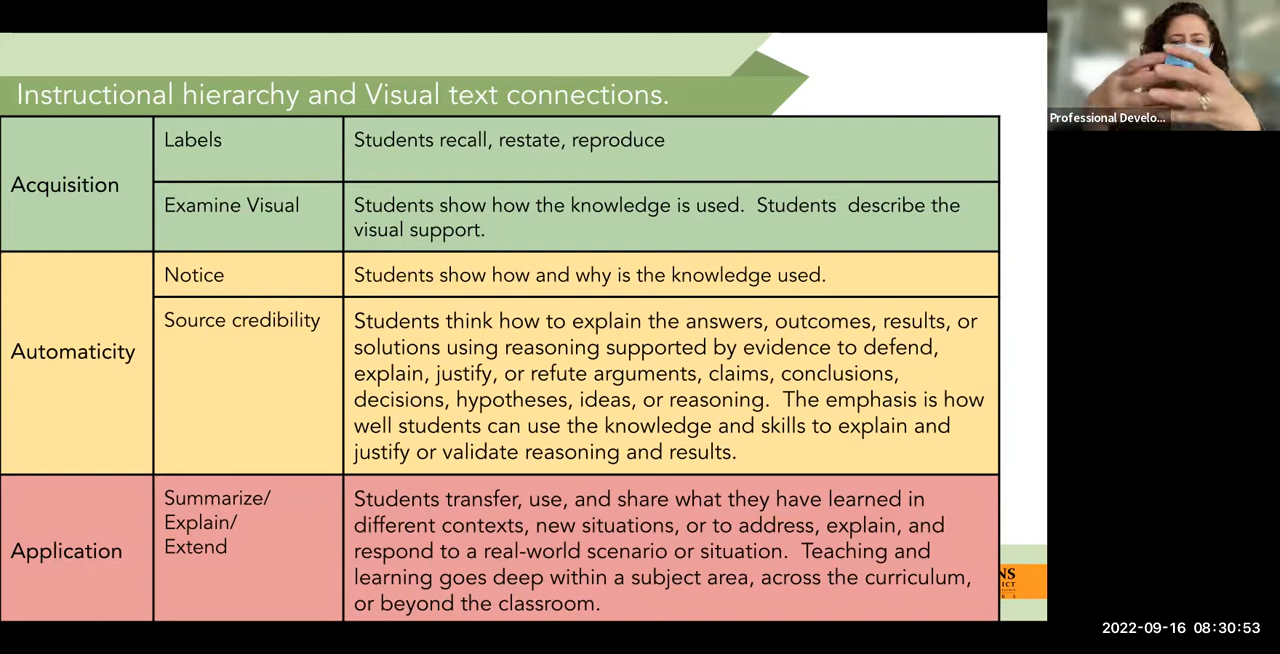 Instructional hierarchy and Visual text connections.
Professional Develo...
Acquisition
Labels
Students recall, restate, reproduce
Examine Visual
Students show how the knowledge is used.  Students  describe the
visual support.
Automaticity
Notice
Students show how and why is the knowledge used.
Source credibility
Students think how to explain the answers, outcomes, results, or
solutions using reasoning supported by evidence to defend,
explain, justify, or refute arguments, claims, conclusions,
decisions, hypotheses, ideas, or reasoning.  The emphasis is how
well students can use the knowledge and skills to explain and
justify or validate reasoning and results.
Application
Summarize/
Explain/
Extend
Students transfer, use, and share what they have learned in
different contexts, new situations, or to address, explain, and
respond to a real-world scenario or situation.  Teaching and
learning goes deep within a subject area, across the curriculum,
or beyond the classroom.
NS
ICT
2022-09-16 08:30:53